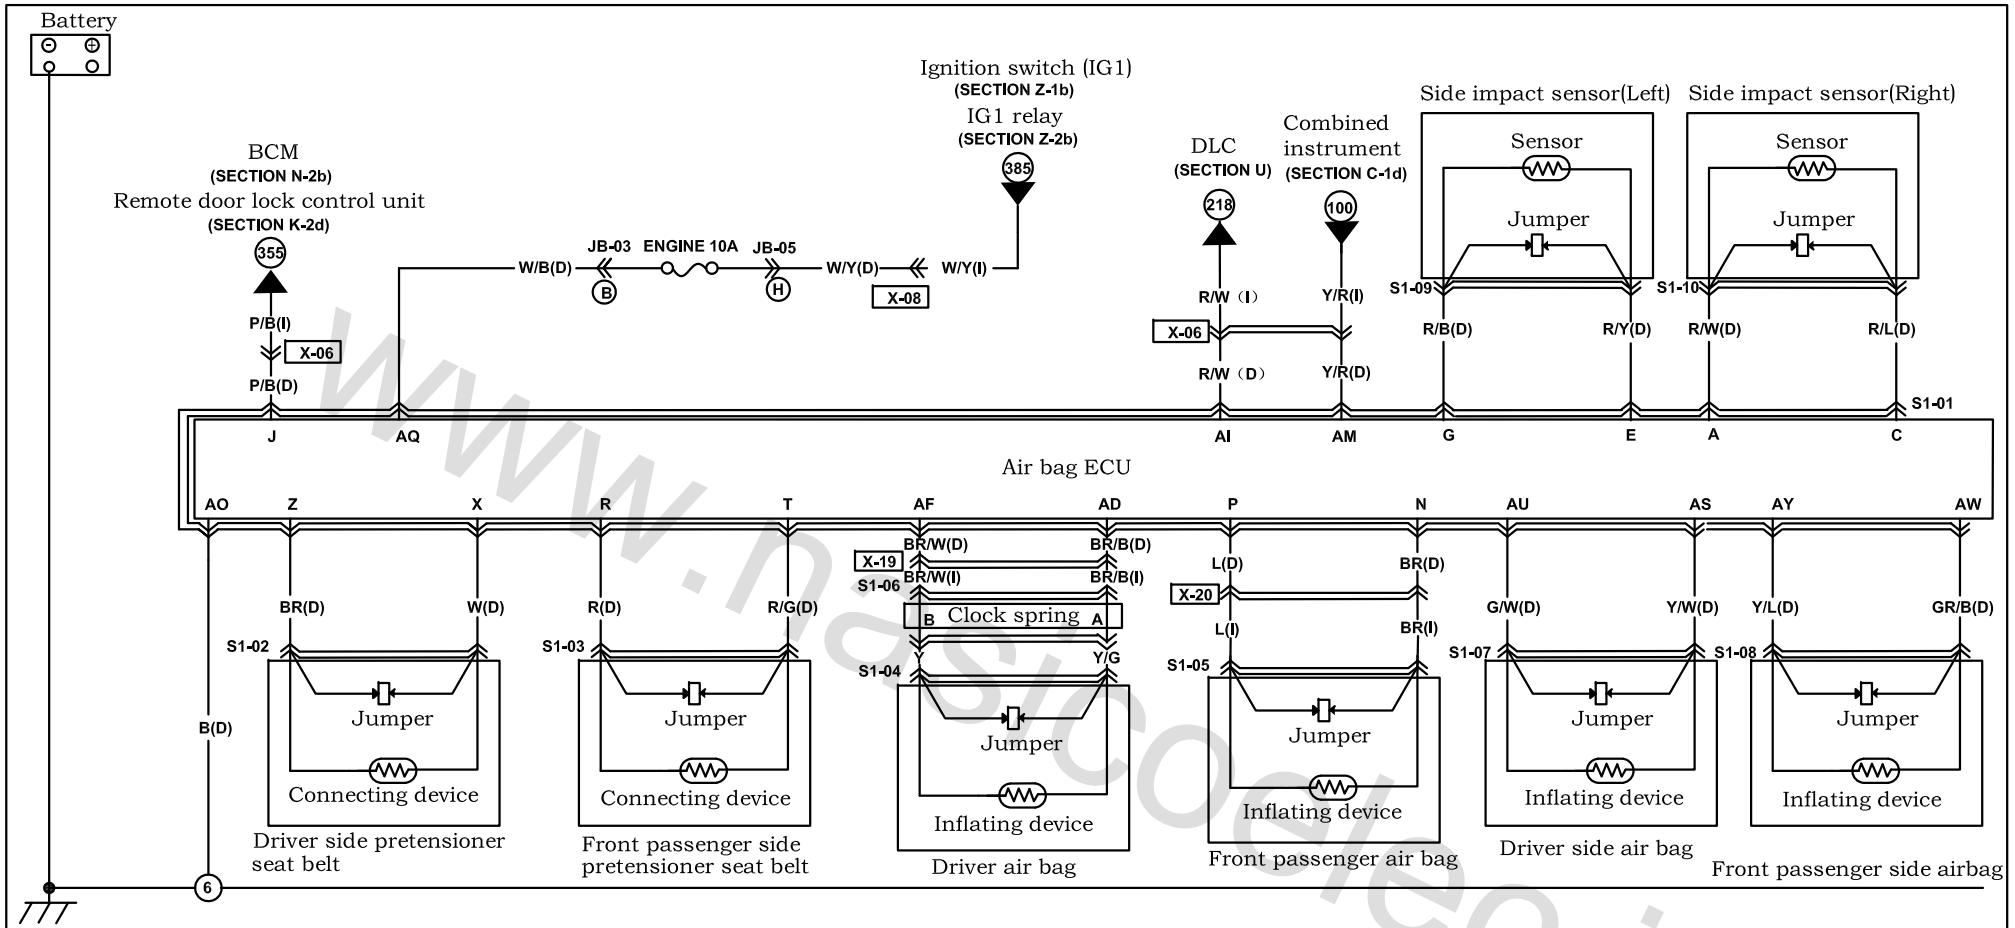 Battery
Ignition switch (IG1)
(SECTION Z-1b)
IG1 relay
(SECTION Z-2b)
385
BCM
(SECTION N-2b)
Remote door lock control unit
(SECTION K-2d)
355
DLC
(SECTION U)
218
Combined
instrument
(SECTION C-1d)
100
Side impact sensor(Left)
Sensor
Jumper
Side impact sensor(Right)
Sensor
Jumper
JB-03 ENGINE 10A JB-05
W/B(D) W/Y(D) W/Y(I)
B H
X-08
P/B(I)
X-06
P/B(D)
R/W (I) Y/R(I)
X-06
R/W (D) Y/R(D)
S1-09 S1-10
R/B(D) R/Y(D) R/W(D) R/L(D)
S1-01
J AQ AI AM G E A C
Air bag ECU
AO Z X R T AF AD P N AU AS AY AW
BR/W(D) BR/B(D)
X-19
BR/W(I) BR/B(I)
S1-06
B Clock spring A
Y Y/G
S1-04
L(D) BR(D)
X-20
L(I) BR(I)
S1-05
BR(D) W(D) R(D) R/G(D) G/W(D) Y/W(D) Y/L(D) GR/B(D)
S1-02 S1-03 S1-07 S1-08
B(D)
Jumper
Connecting device
Driver side pretensioner
seat belt
Jumper
Connecting device
Front passenger side
pretensioner seat belt
Jumper
Inflating device
Driver air bag
Jumper
Inflating device
Front passenger air bag
Jumper
Inflating device
Driver side air bag
Jumper
Inflating device
Front passenger side airbag
6
www.nasicoelec.i